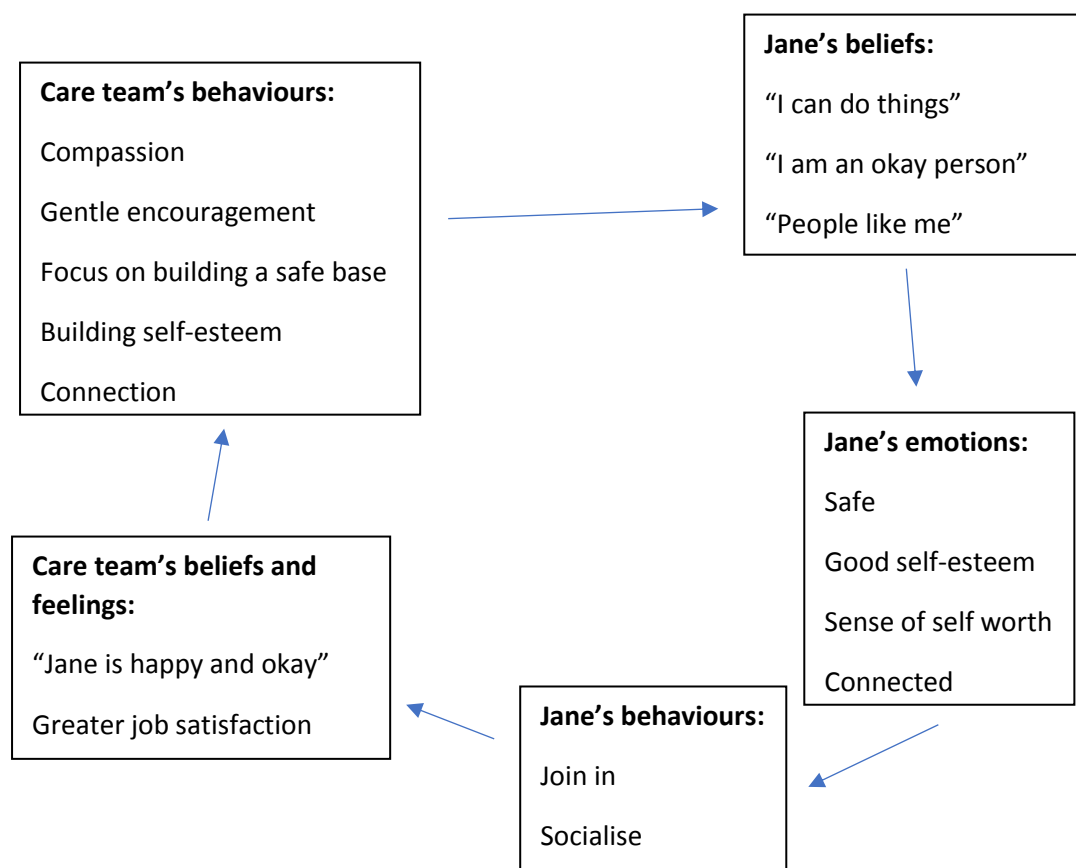 Care team’s behaviours:
Compassion
Gentle encouragement
Focus on building a safe base
Building self-esteem
Connection
Jane’s beliefs:
“I can do things”
“I am an okay person”
“People like me”
Jane’s emotions:
Safe
Good self-esteem
Sense of self worth
Connected
Jane’s behaviours:
Join in
Socialise
Care team’s beliefs and
feelings:
“Jane is happy and okay”
Greater job satisfaction